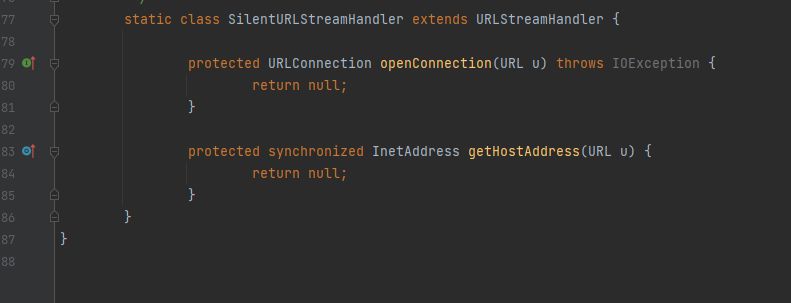 77 static class SilentURLStreamHandler extends URLStreamHandler {
78
79 protected URLConnection openConnection(URL u) throws IOException {
80 return null;
81 }
82
83 protected synchronized InetAddress getHostAddress(URL u) {
84 return null;
85 }
86 }
87 }
88